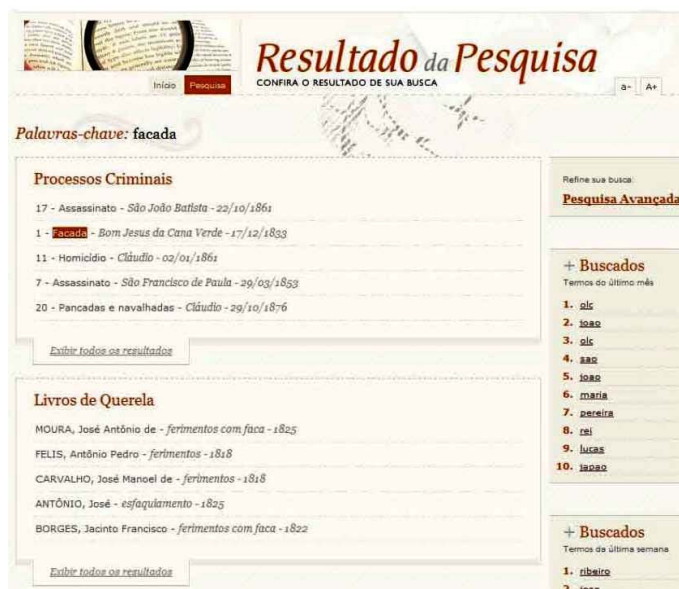 Resultado da Pesquisa
CONFIRA O RESULTADO DE SUA BUSCA
Início Pesquisa
a- A+
Palavras-chave: facada
Processos Criminais
17 - Assassinato - São João Batista - 22/10/1861
1 - Facada - Bom Jesus da Cana Verde - 17/12/1833
11 - Homicídio - Cláudio - 02/01/1861
7 - Assassinato - São Francisco de Paula - 29/03/1853
20 - Pancadas e navalhadas - Cláudio - 29/10/1876
Exibir todos os resultados
Livros de Querela
MOURA, José Antônio de - ferimentos com faca - 1825
FELIS, Antônio Pedro - ferimentos - 1818
CARVALHO, José Manoel de - ferimentos - 1818
ANTÔNIO, José - esfaquiamento - 1825
BORGES, Jacinto Francisco - ferimentos com faca - 1822
Exibir todos os resultados
Refine sua busca:
Pesquisa Avançada
+ Buscados
Termos do último mês
1. olc
2. joao
3. olc
4. sao
5. joao
6. maria
7. pereira
8. rei
9. lucas
10. japao
+ Buscados
Termos da última semana
1. ribeiro